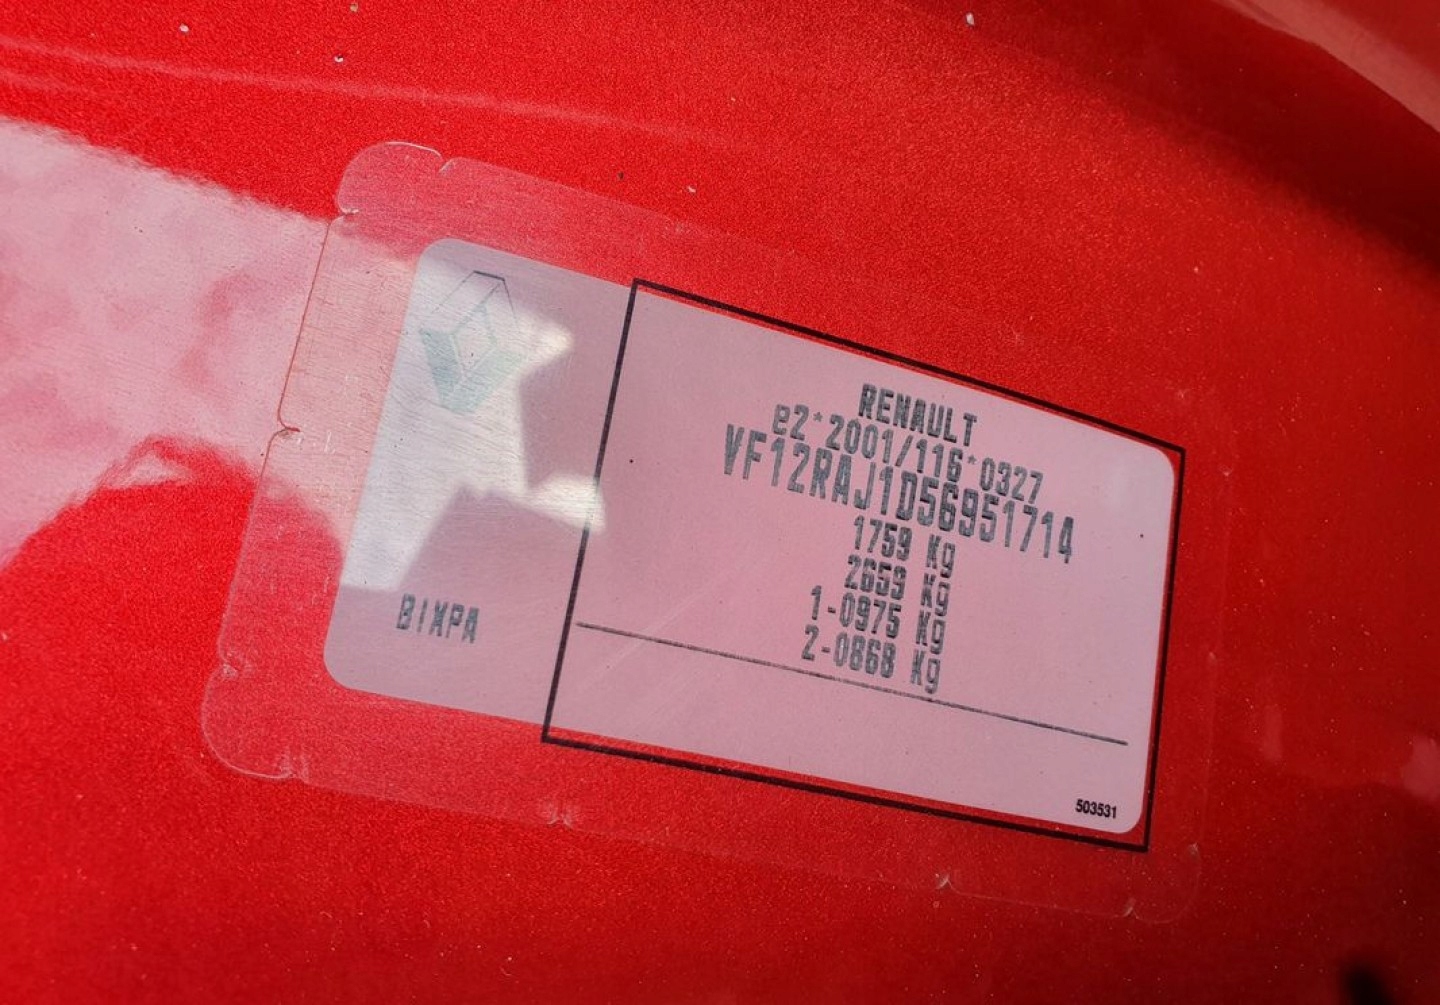 RENAULT
e2*2001/116*0327
VF12RAJ1D56951714
1759 Kg
2659 Kg
1-0975 Kg
2-0868 Kg
BIXPA
503531